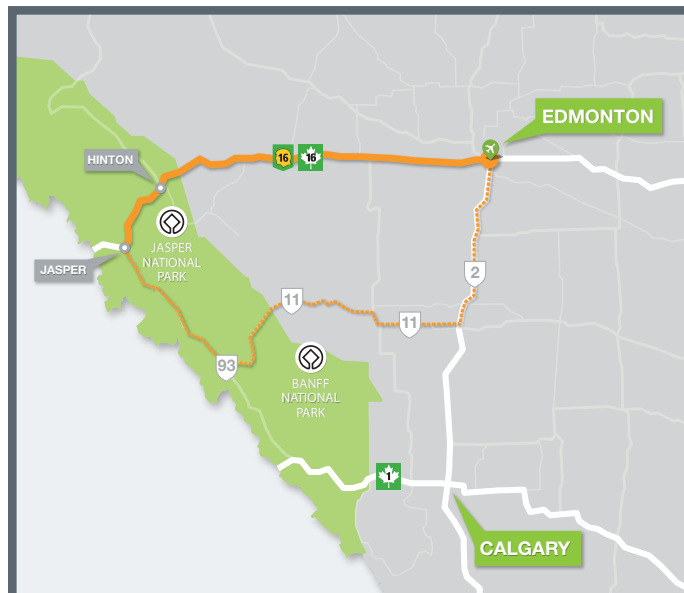 EDMONTON
16
16
HINTON
JASPER
NATIONAL
PARK
JASPER
2
11
11
93
BANFF
NATIONAL
PARK
1
CALGARY